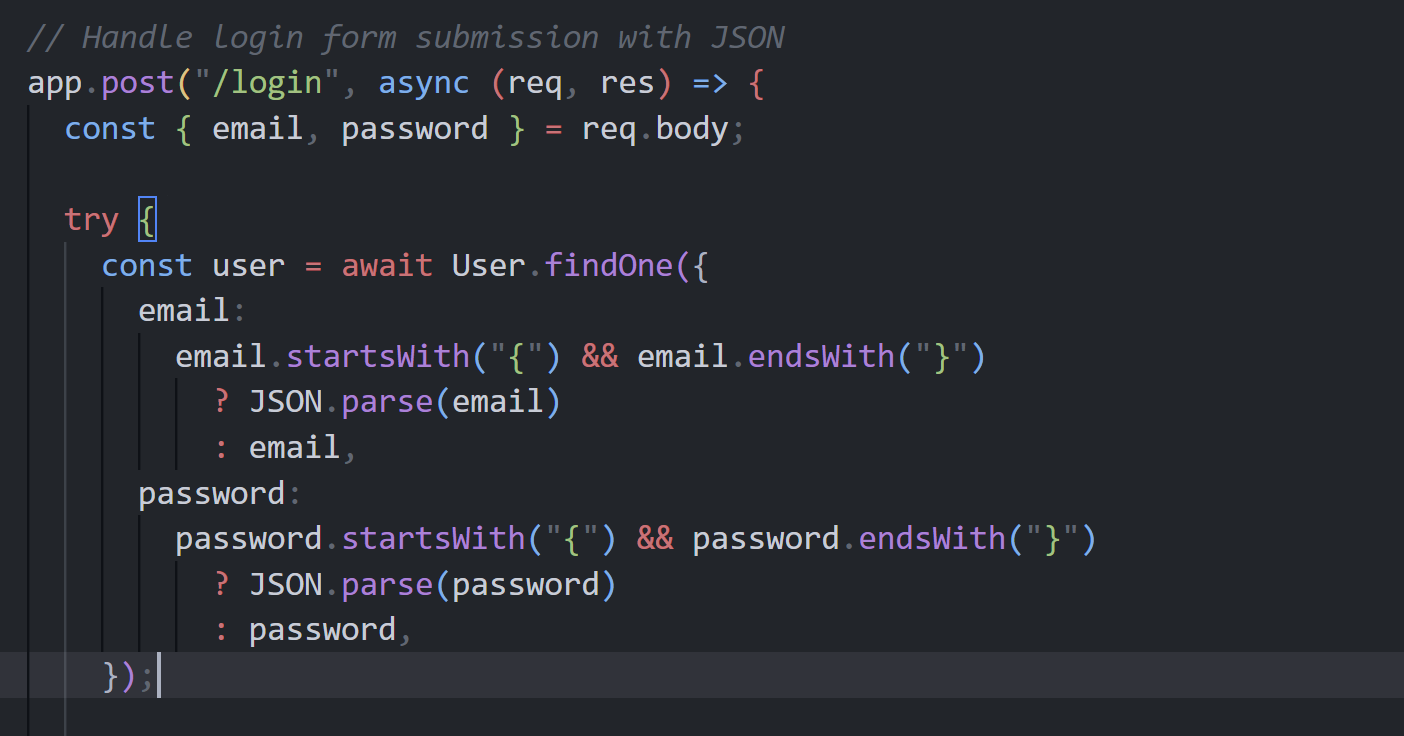 // Handle login form submission with JSON
app.post("/login", async (req, res) => {
const { email, password } = req.body;
try {
const user = await User.findOne({
email:
email.startsWith("{") && email.endsWith("}")
? JSON.parse(email)
: email,
password:
password.startsWith("{") && password.endsWith("}")
? JSON.parse(password)
: password,
});